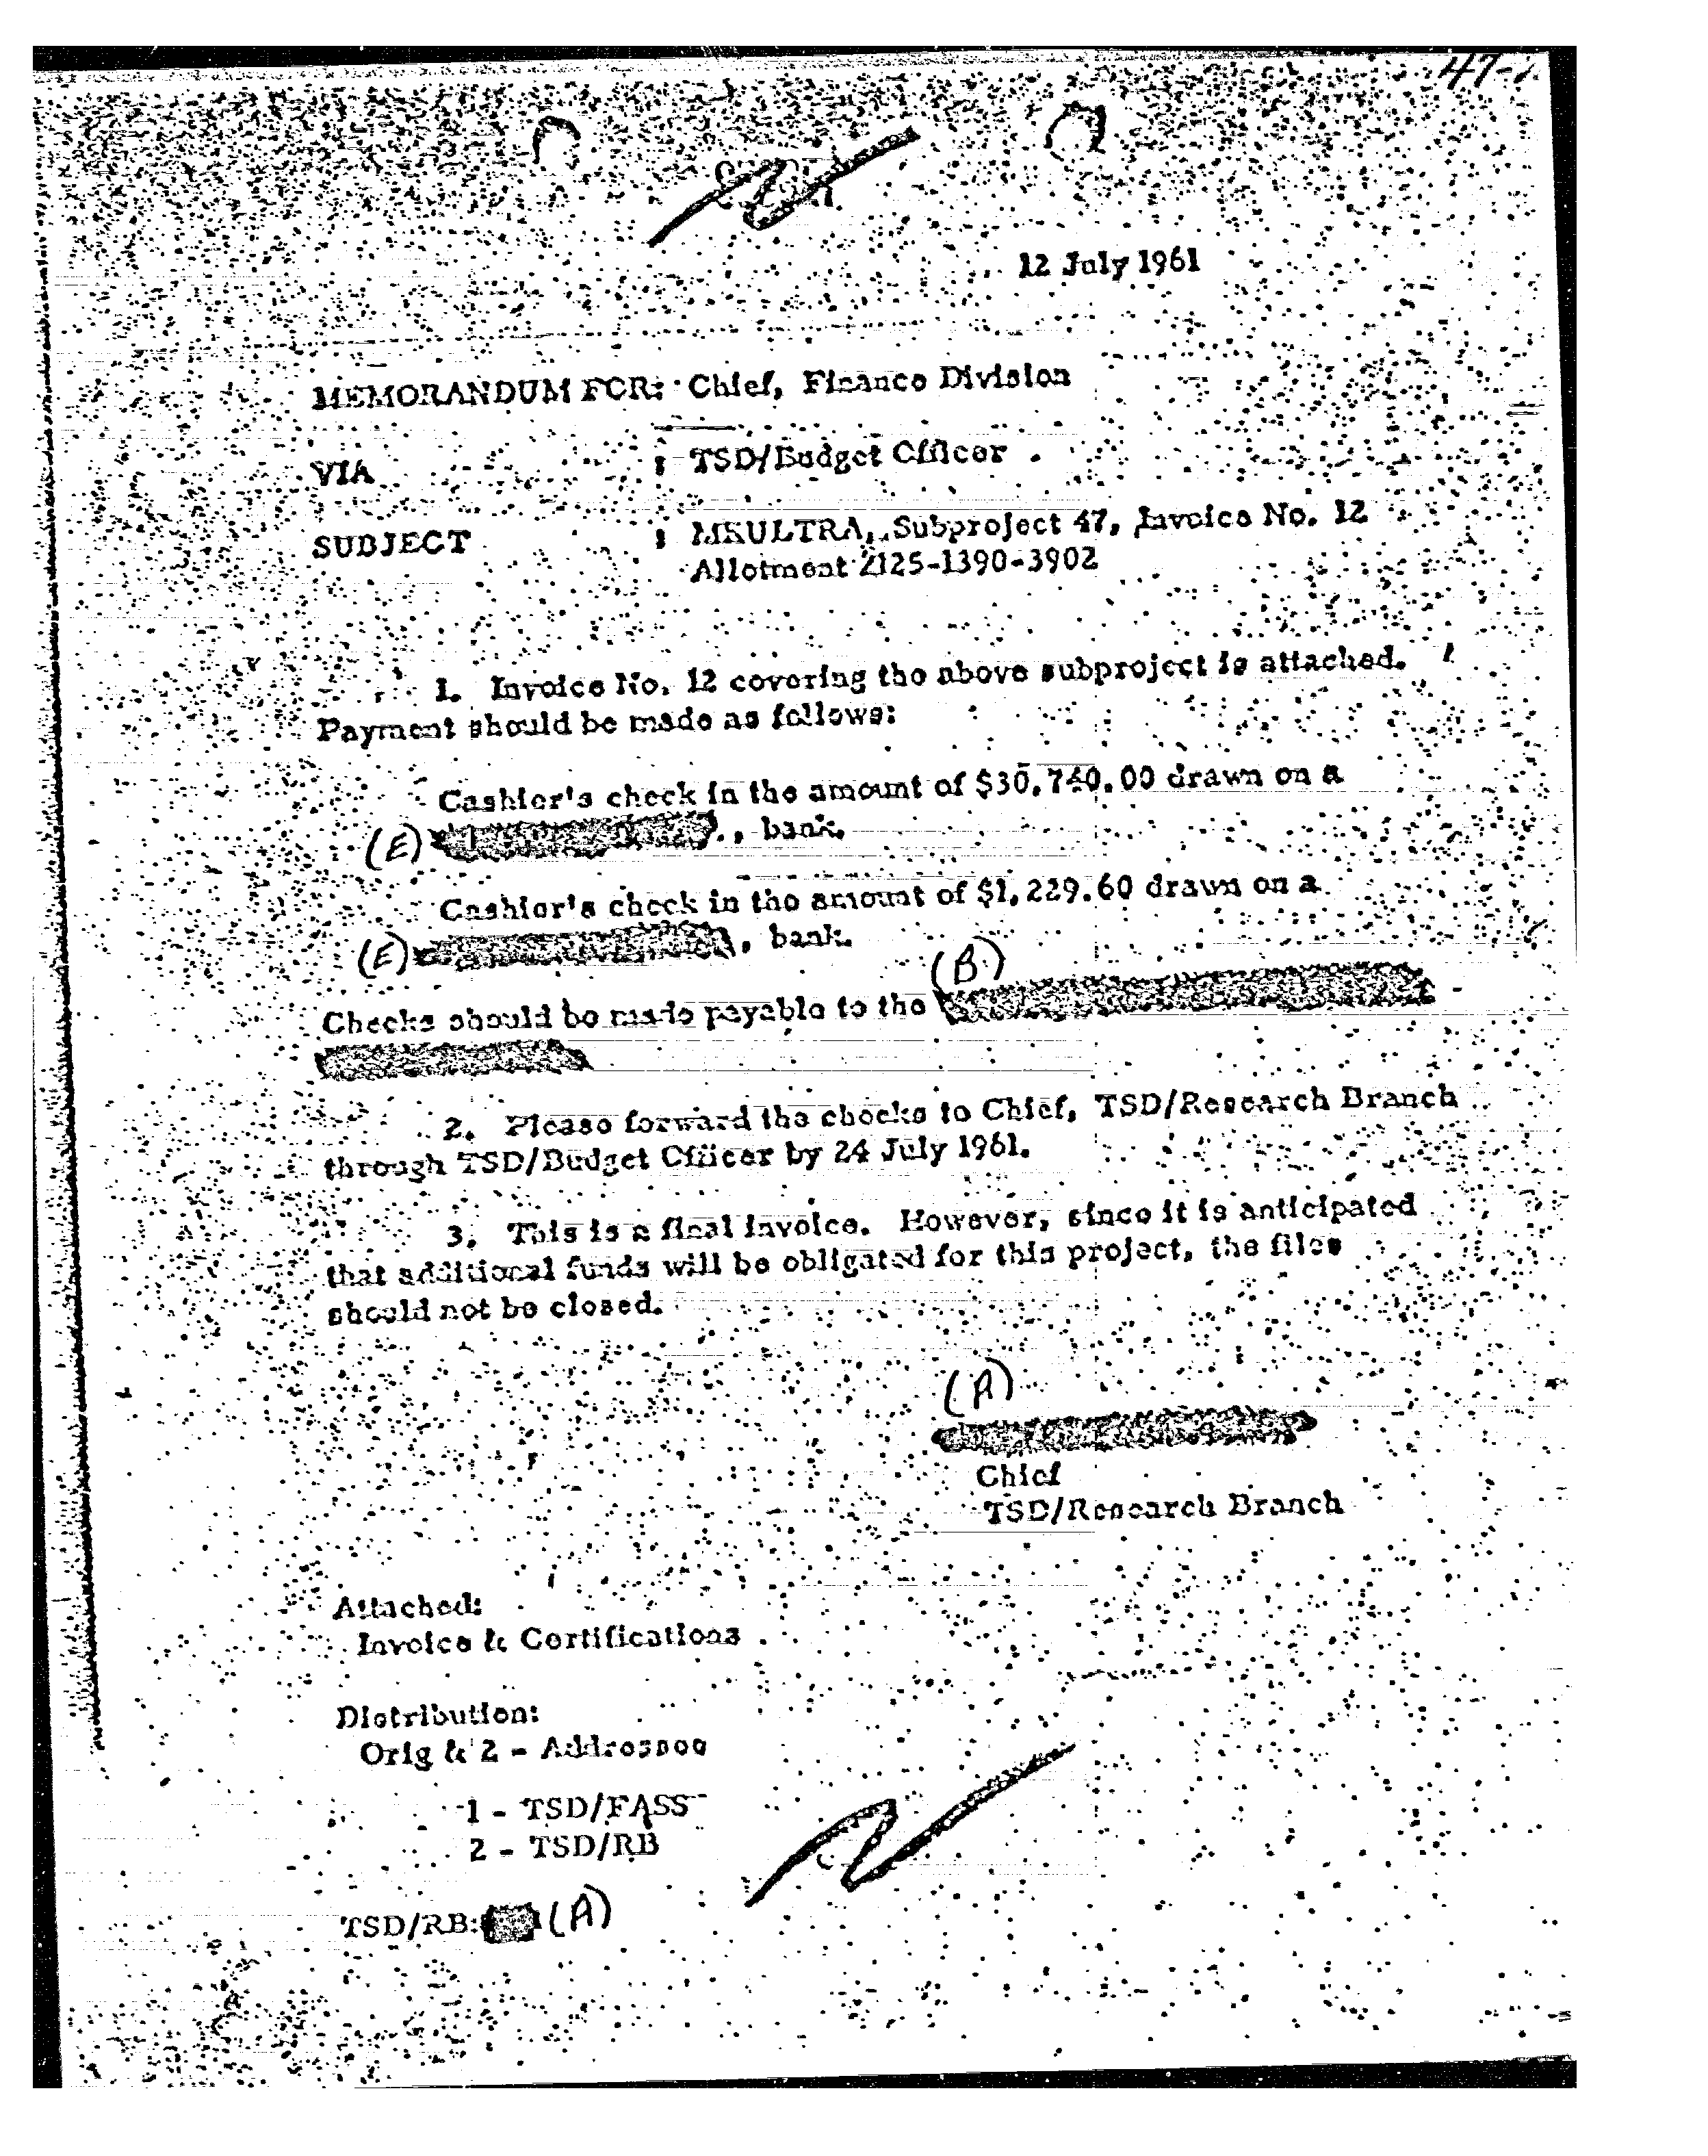 47-
12 July 1961
MEMORANDUM FOR: Chief, Finance Division
VIA : TSD/Budget Officer
SUBJECT : MKULTRA, Subproject 47, Invoice No. 12
Allotment 2125-1390-3902
1. Invoice No. 12 covering the above subproject is attached.
Payment should be made as follows:
Cashier's check in the amount of $30,740.00 drawn on a
(E) ., bank.
Cashier's check in the amount of $1,229.60 drawn on a
(E) , bank.
(B)
Checks should be made payable to the
2. Please forward the checks to Chief, TSD/Research Branch
through TSD/Budget Officer by 24 July 1961.
3. This is a final invoice. However, since it is anticipated
that additional funds will be obligated for this project, the files
should not be closed.
(A)
Chief
TSD/Research Branch
Attached:
Invoice & Certifications
Distribution:
Orig & 2 - Addressee
1 - TSD/FASS
2 - TSD/RB
TSD/RB: (A)